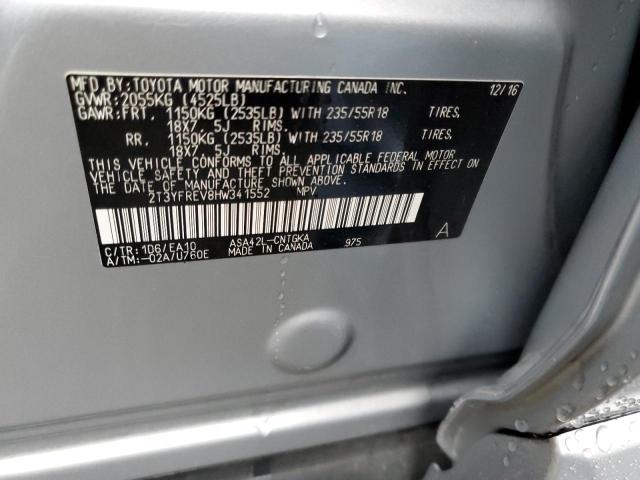 MFD. BY: TOYOTA MOTOR MANUFACTURING CANADA INC. 12/16
GVWR: 2055KG (4525LB)
GAWR: FRT. 1150KG (2535LB) WITH 235/55R18 TIRES,
18X7.5J RIMS.
RR. 1150KG (2535LB) WITH 235/55R18 TIRES,
18X7.5J RIMS.
THIS VEHICLE CONFORMS TO ALL APPLICABLE FEDERAL MOTOR
VEHICLE SAFETY AND THEFT PREVENTION STANDARDS IN EFFECT
ON THE DATE OF MANUFACTURE SHOWN ABOVE.
2T3YFREV8HW341552 MPV
C/TR: 1D6/EA10 ASA42L-CNTGKA 975 A
A/TM: -02A/U760E MADE IN CANADA